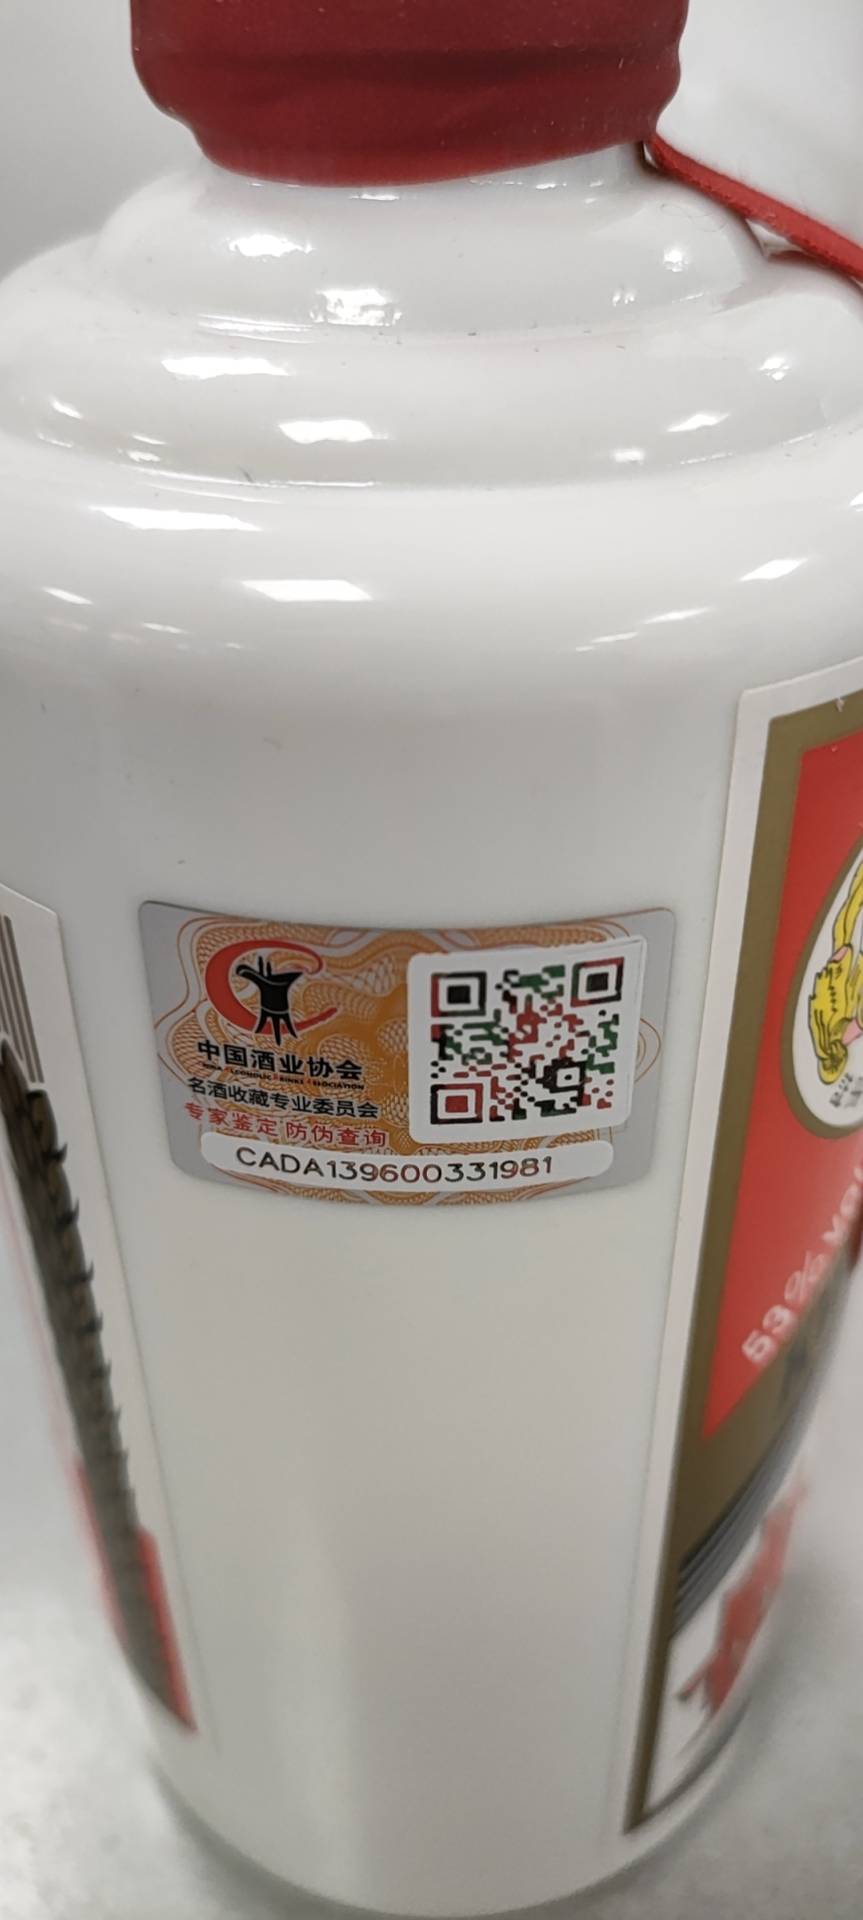 中国酒业协会
名酒收藏专业委员会
专家鉴定 防伪查询
CADA139600331981
53%